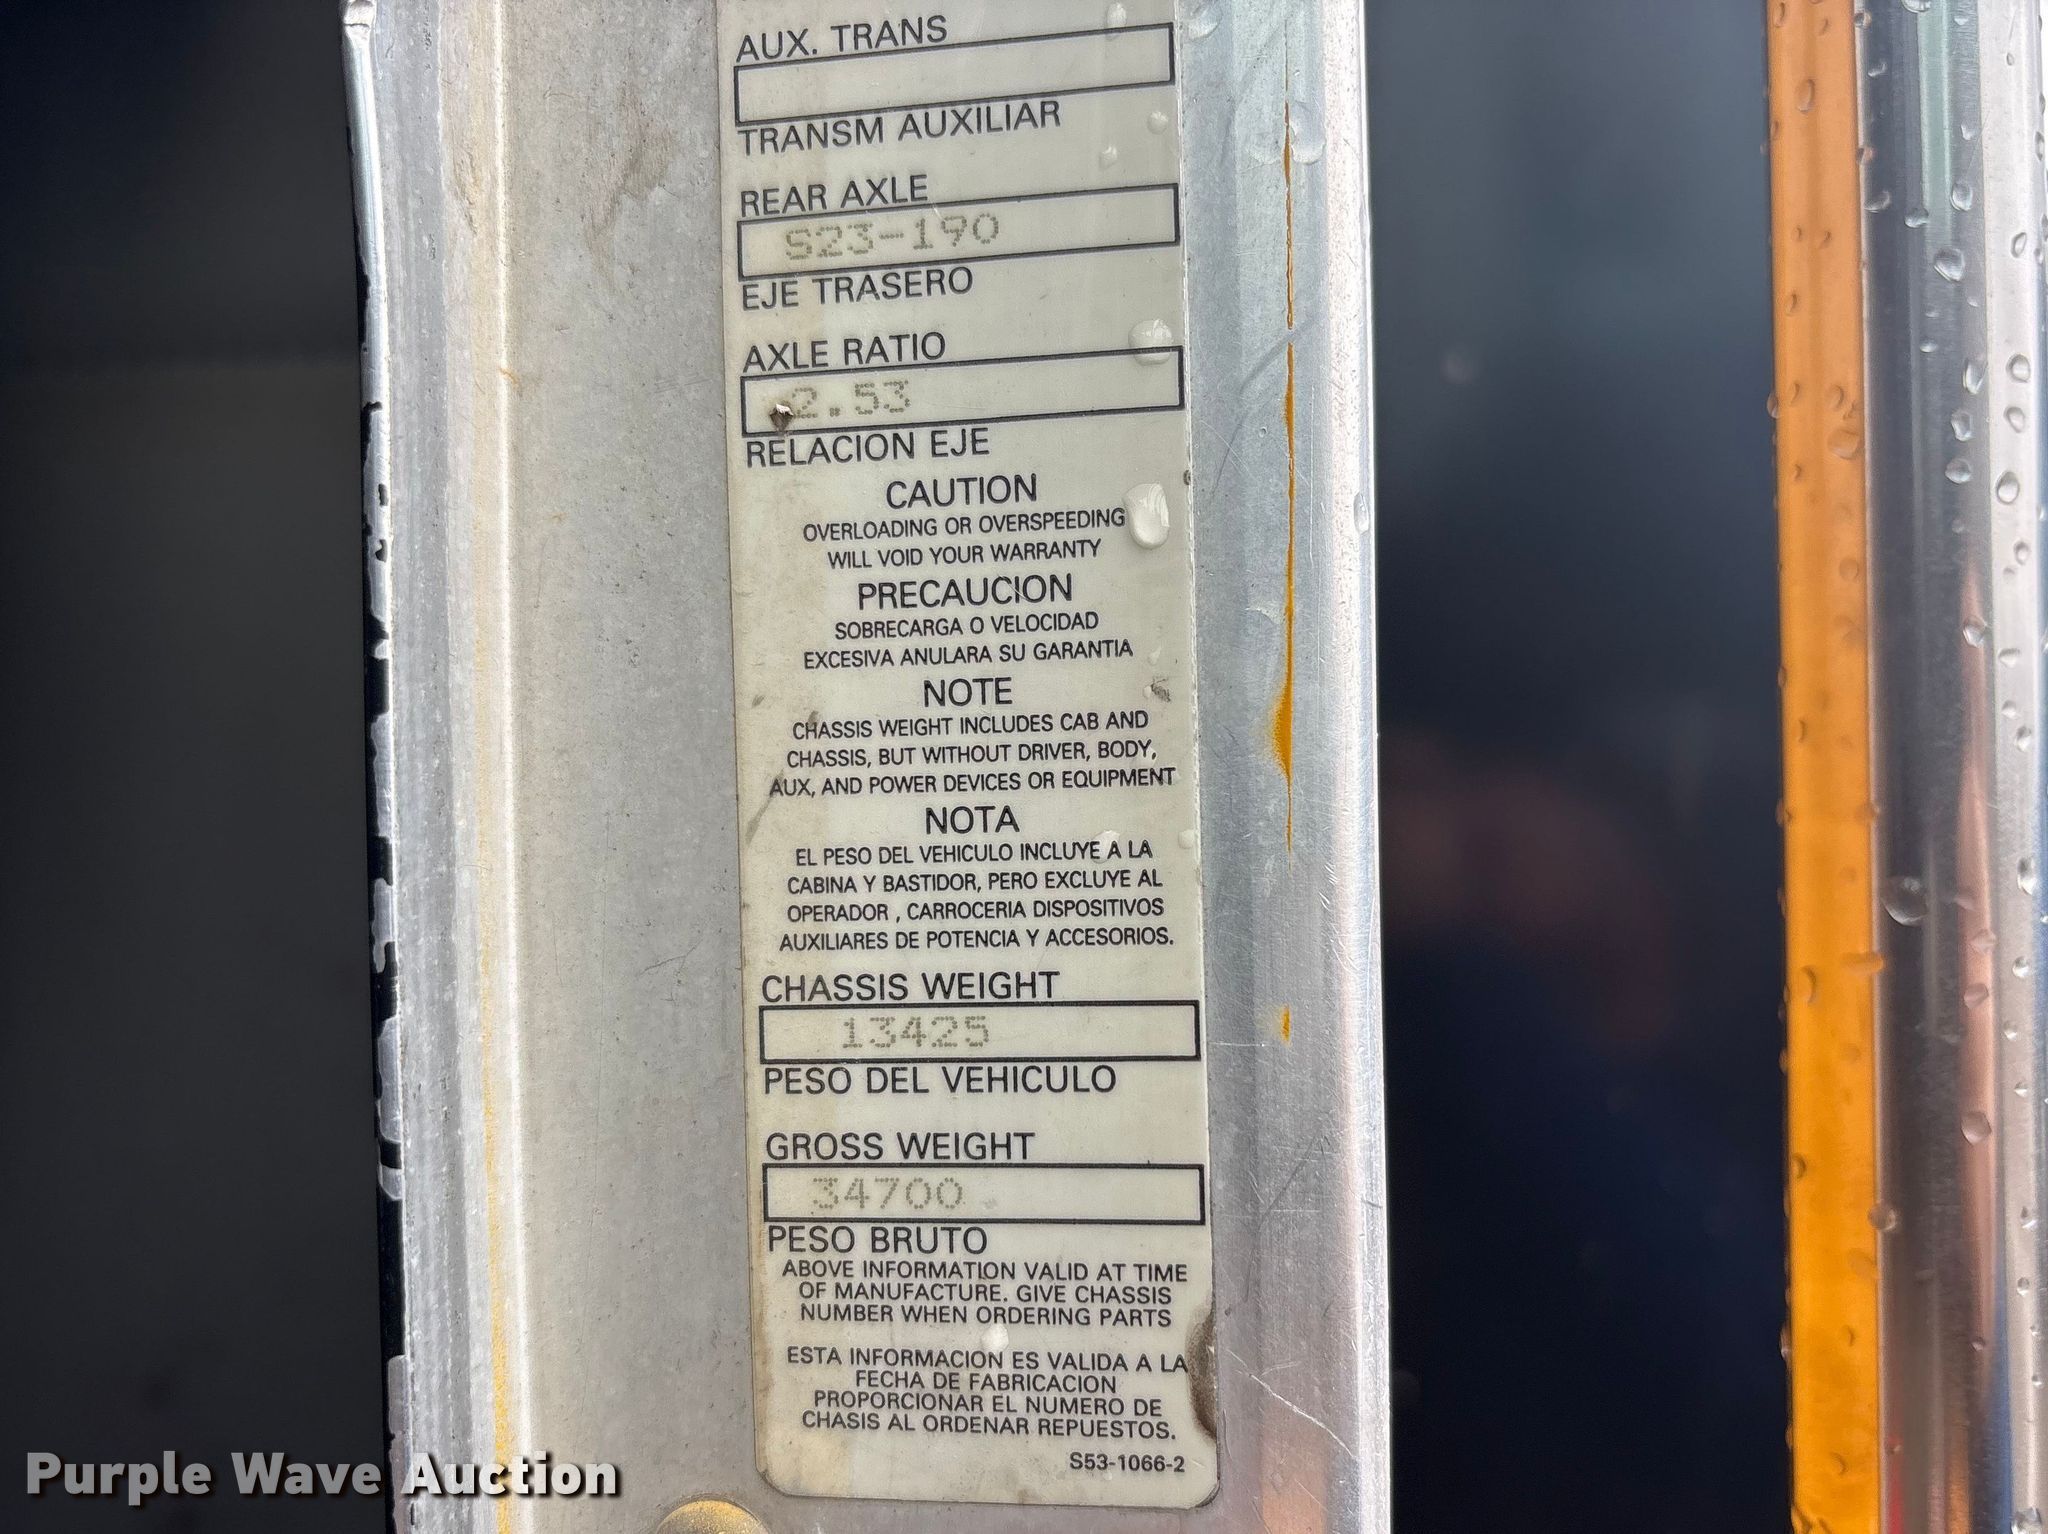 AUX. TRANS
TRANSM AUXILIAR
REAR AXLE
S23-190
EJE TRASERO
AXLE RATIO
2.53
RELACION EJE
CAUTION
OVERLOADING OR OVERSPEEDING
WILL VOID YOUR WARRANTY
PRECAUCION
SOBRECARGA O VELOCIDAD
EXCESIVA ANULARA SU GARANTIA
NOTE
CHASSIS WEIGHT INCLUDES CAB AND
CHASSIS, BUT WITHOUT DRIVER, BODY,
AUX, AND POWER DEVICES OR EQUIPMENT
NOTA
EL PESO DEL VEHICULO INCLUYE A LA
CABINA Y BASTIDOR, PERO EXCLUYE AL
OPERADOR , CARROCERIA DISPOSITIVOS
AUXILIARES DE POTENCIA Y ACCESORIOS.
CHASSIS WEIGHT
13425
PESO DEL VEHICULO
GROSS WEIGHT
34700
PESO BRUTO
ABOVE INFORMATION VALID AT TIME
OF MANUFACTURE. GIVE CHASSIS
NUMBER WHEN ORDERING PARTS
ESTA INFORMACION ES VALIDA A LA
FECHA DE FABRICACION
PROPORCIONAR EL NUMERO DE
CHASIS AL ORDENAR REPUESTOS.
S53-1066-2
Purple Wave Auction